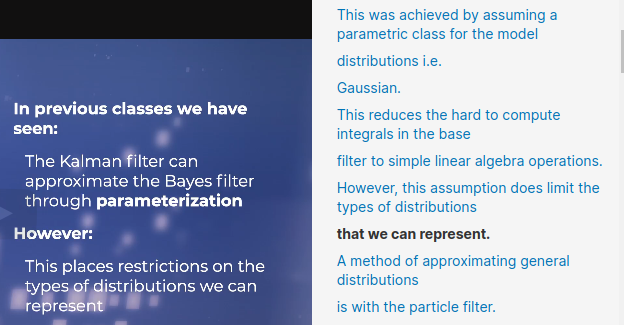 In previous classes we have
seen:
The Kalman filter can
approximate the Bayes filter
through parameterization
However:
This places restrictions on the
types of distributions we can
represent
This was achieved by assuming a
parametric class for the model
distributions i.e.
Gaussian.
This reduces the hard to compute
integrals in the base
filter to simple linear algebra operations.
However, this assumption does limit the
types of distributions
that we can represent.
A method of approximating general
distributions
is with the particle filter.